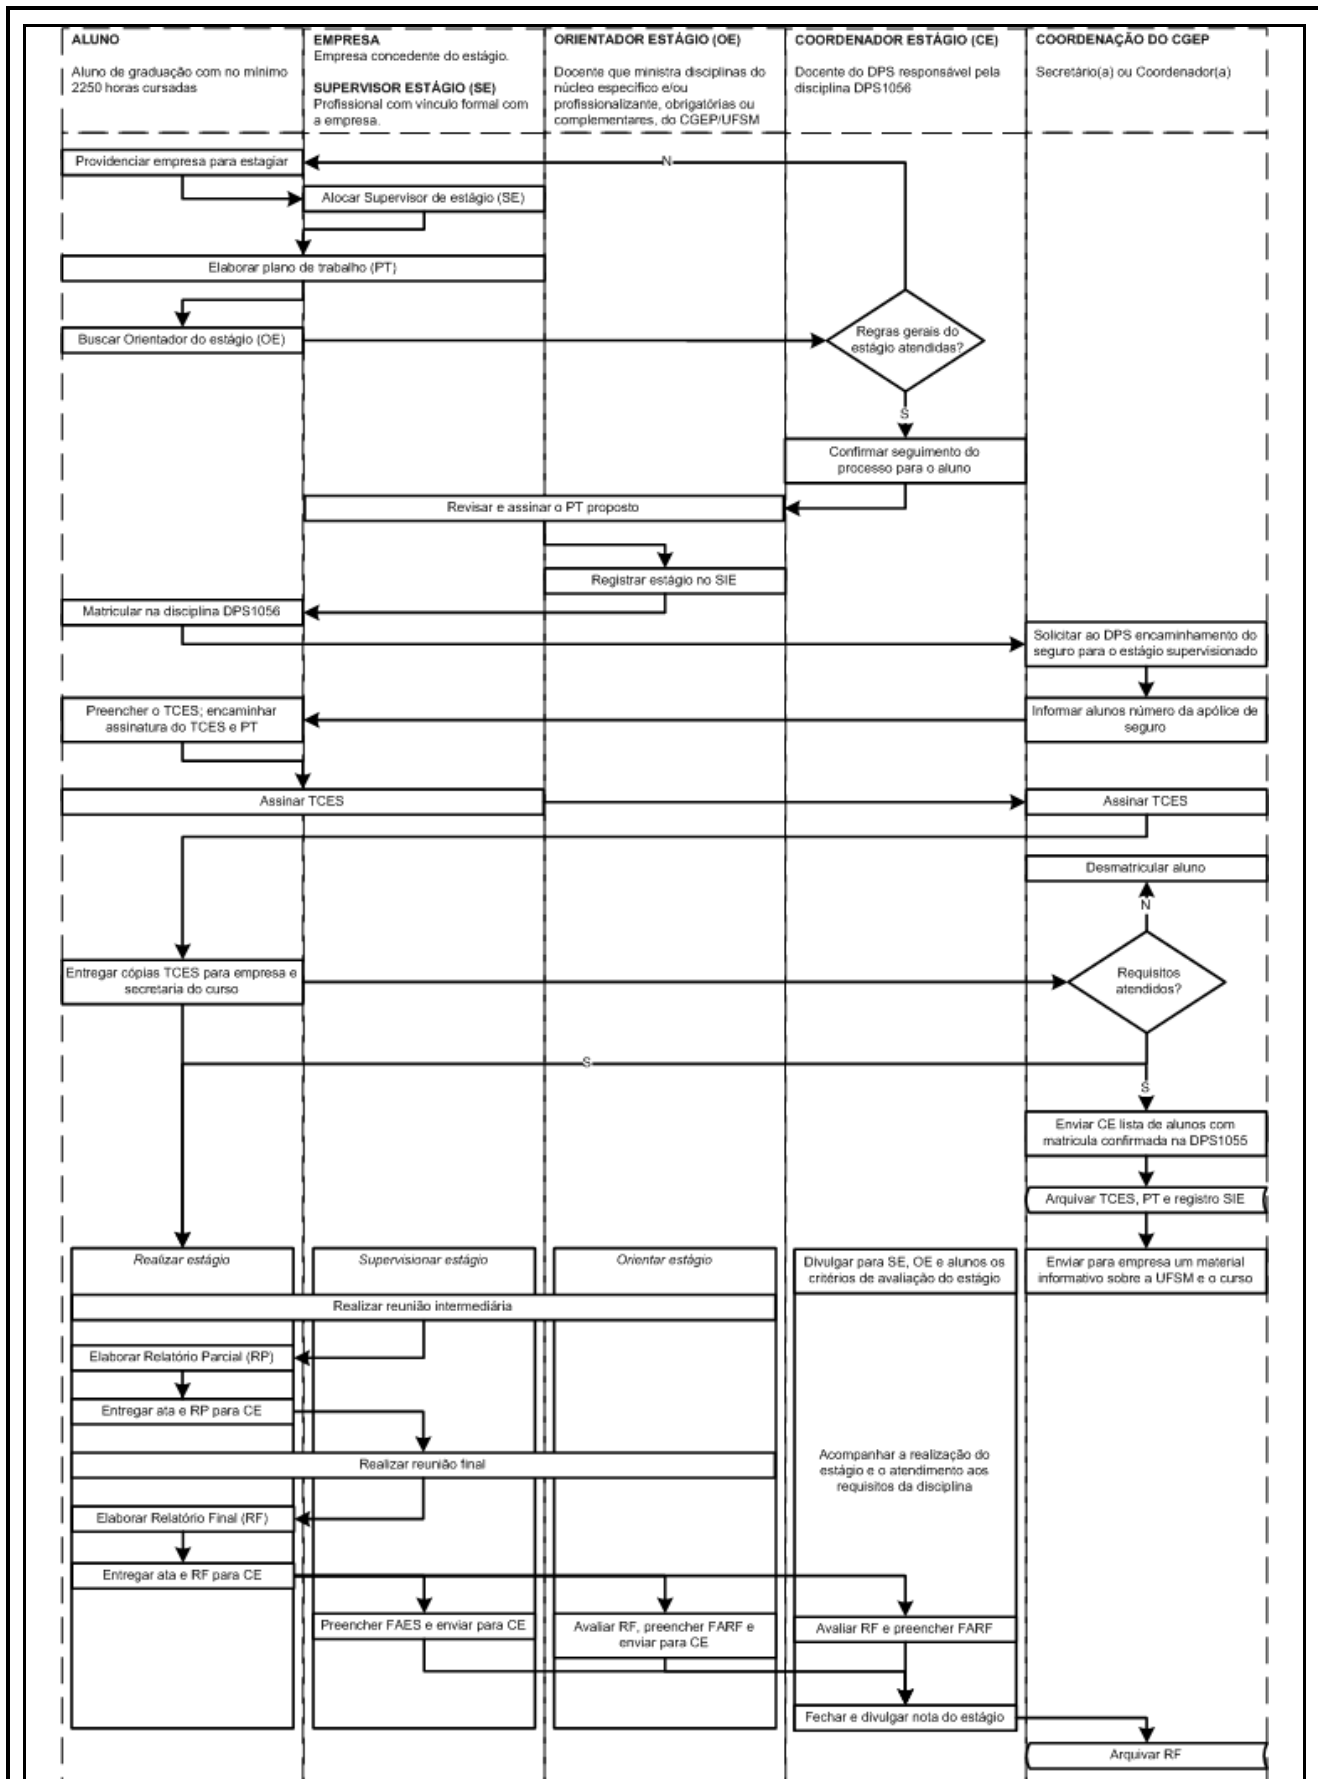 ALUNO
Aluno de graduação com no mínimo
2250 horas cursadas
EMPRESA
Empresa concedente do estágio.
SUPERVISOR ESTÁGIO (SE)
Profissional com vínculo formal com
a empresa.
ORIENTADOR ESTÁGIO (OE)
Docente que ministra disciplinas do
núcleo específico e/ou
profissionalizante, obrigatórias ou
complementares, do CGEP/UFSM
COORDENADOR ESTÁGIO (CE)
Docente do DPS responsável pela
disciplina DPS1056
COORDENAÇÃO DO CGEP
Secretário(a) ou Coordenador(a)
Providenciar empresa para estagiar
N
Alocar Supervisor de estágio (SE)
Elaborar plano de trabalho (PT)
Buscar Orientador do estágio (OE)
Regras gerais do
estágio atendidas?
S
Confirmar seguimento do
processo para o aluno
Revisar e assinar o PT proposto
Registrar estágio no SIE
Matricular na disciplina DPS1056
Solicitar ao DPS encaminhamento do
seguro para o estágio supervisionado
Preencher o TCES; encaminhar
assinatura do TCES e PT
Informar alunos número da apólice de
seguro
Assinar TCES
Assinar TCES
Desmatricular aluno
N
Entregar cópias TCES para empresa e
secretaria do curso
Requisitos
atendidos?
S
S
Enviar CE lista de alunos com
matricula confirmada na DPS1055
Arquivar TCES, PT e registro SIE
Realizar estágio
Supervisionar estágio
Orientar estágio
Divulgar para SE, OE e alunos os
critérios de avaliação do estágio
Enviar para empresa um material
informativo sobre a UFSM e o curso
Realizar reunião intermediária
Elaborar Relatório Parcial (RP)
Entregar ata e RP para CE
Realizar reunião final
Acompanhar a realização do
estágio e o atendimento aos
requisitos da disciplina
Elaborar Relatório Final (RF)
Entregar ata e RF para CE
Preencher FAES e enviar para CE
Avaliar RF, preencher FARF e
enviar para CE
Avaliar RF e preencher FARF
Fechar e divulgar nota do estágio
Arquivar RF